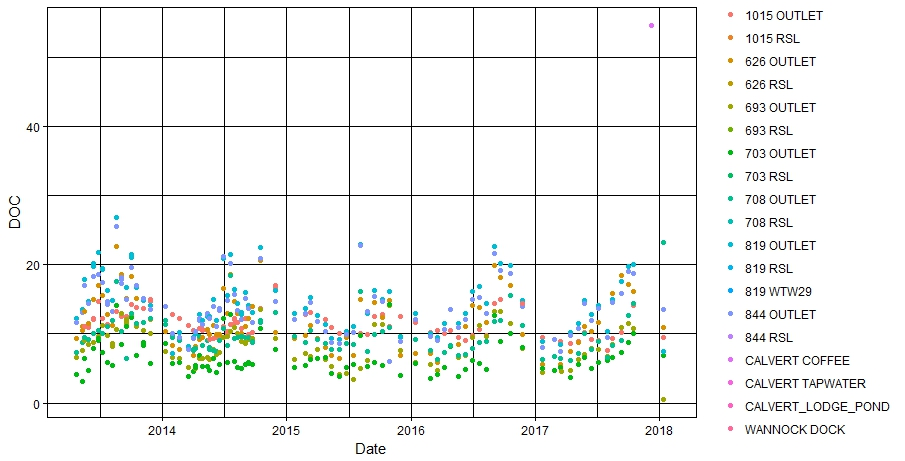 DOC
40
20
0
2014
2015
2016
2017
2018
Date
1015 OUTLET
1015 RSL
626 OUTLET
626 RSL
693 OUTLET
693 RSL
703 OUTLET
703 RSL
708 OUTLET
708 RSL
819 OUTLET
819 RSL
819 WTW29
844 OUTLET
844 RSL
CALVERT COFFEE
CALVERT TAPWATER
CALVERT_LODGE_POND
WANNOCK DOCK